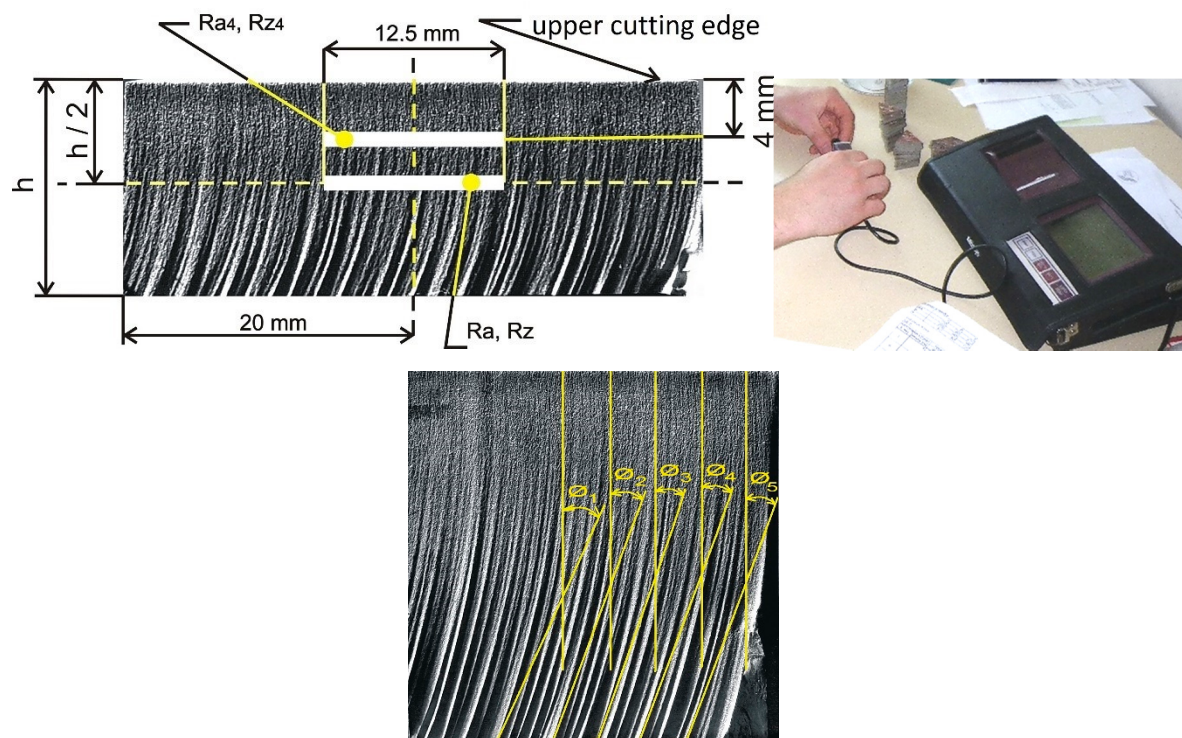 Ra4, Rz4
12.5 mm
upper cutting edge
h
h / 2
4 mm
20 mm
Ra, Rz
Ø1
Ø2
Ø3
Ø4
Ø5